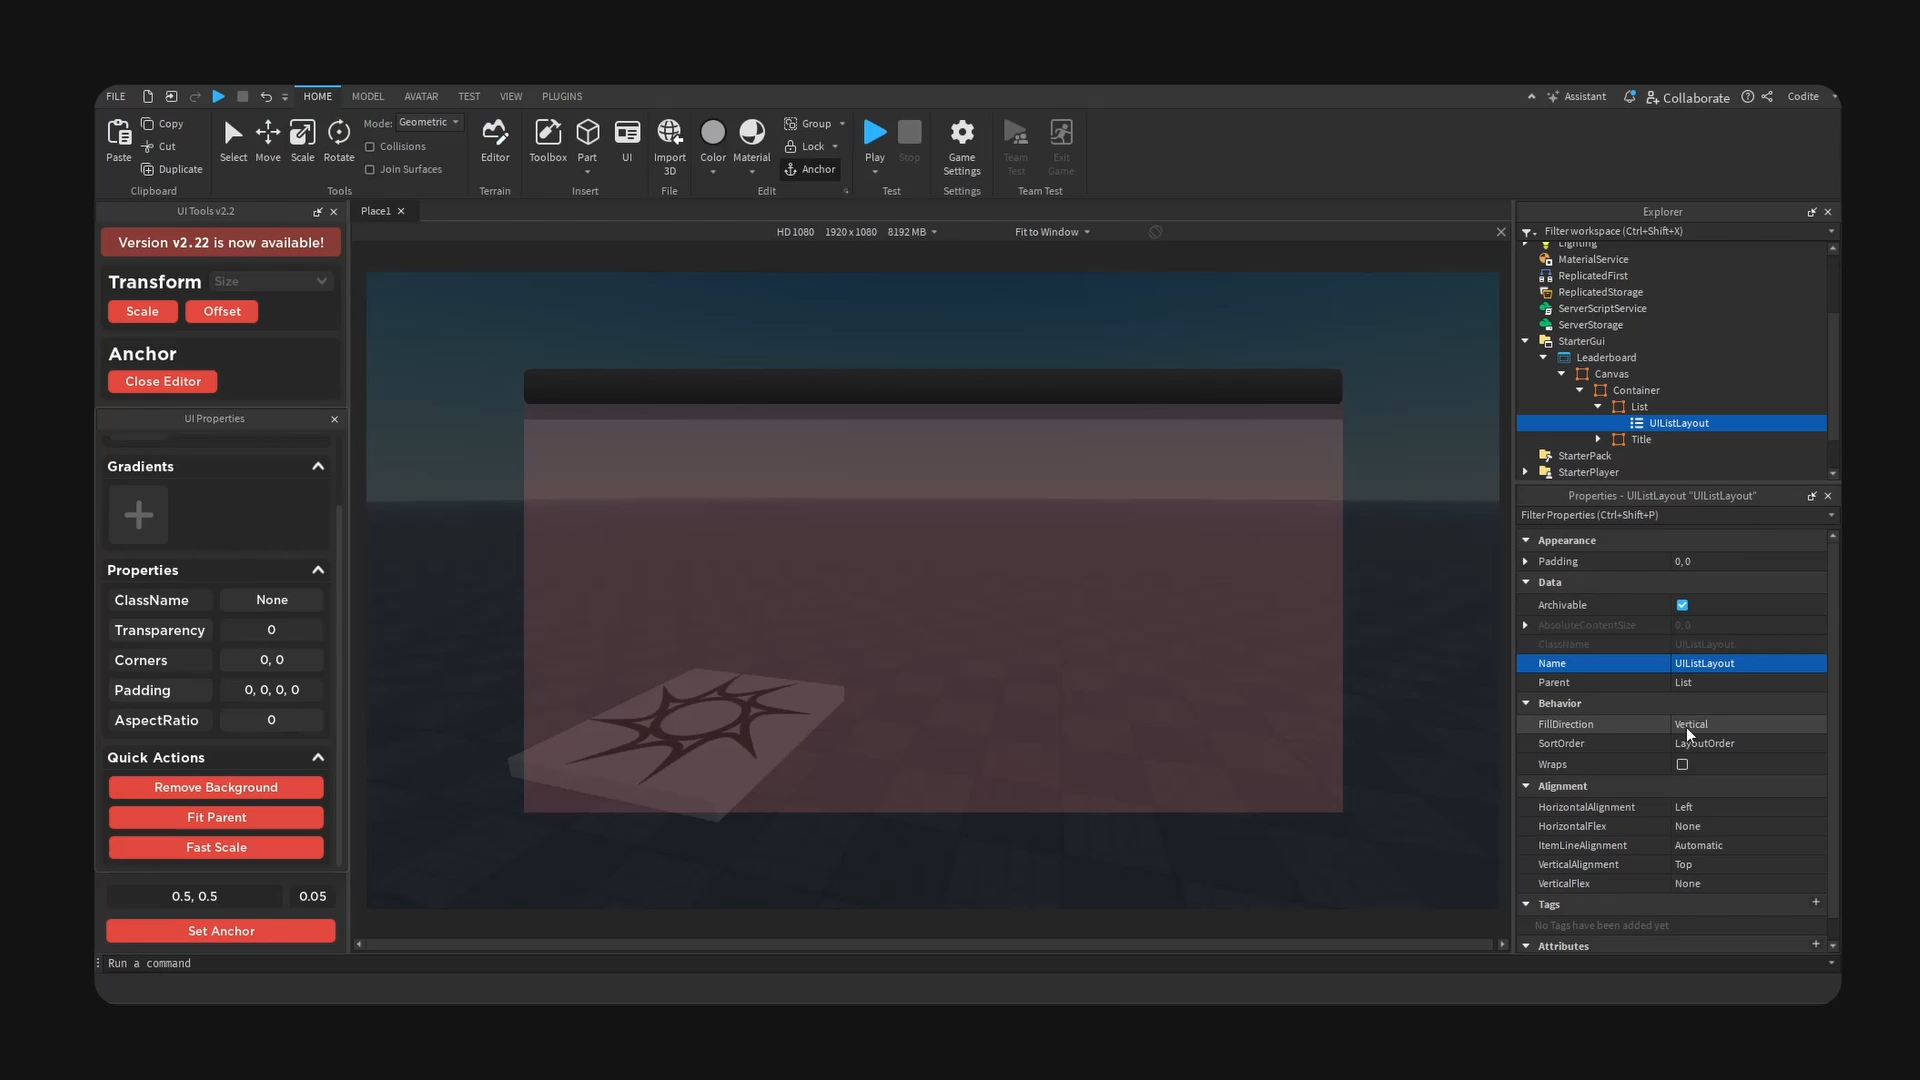 FILE
HOME
MODEL
AVATAR
TEST
VIEW
PLUGINS
Assistant
Collaborate
Codite
Paste
Copy
Cut
Duplicate
Clipboard
Select
Move
Scale
Rotate
Mode: Geometric
Collisions
Join Surfaces
Tools
Editor
Terrain
Toolbox
Part
UI
Insert
Import
3D
File
Color
Material
Group
Lock
Anchor
Edit
Play
Stop
Test
Game
Settings
Settings
Team
Test
Exit
Game
Team Test
UI Tools v2.2
Version v2.22 is now available!
Transform Size
Scale Offset
Anchor
Close Editor
UI Properties
Gradients
Properties
ClassName None
Transparency 0
Corners 0, 0
Padding 0, 0, 0, 0
AspectRatio 0
Quick Actions
Remove Background
Fit Parent
Fast Scale
0.5, 0.5 0.05
Set Anchor
Run a command
Place1
HD 1080 1920 x 1080 8192 MB
Fit to Window
Explorer
Filter workspace (Ctrl+Shift+X)
Lighting
MaterialService
ReplicatedFirst
ReplicatedStorage
ServerScriptService
ServerStorage
StarterGui
Leaderboard
Canvas
Container
List
UIListLayout
Title
StarterPack
StarterPlayer
Properties - UIListLayout "UIListLayout"
Filter Properties (Ctrl+Shift+P)
Appearance
Padding 0, 0
Data
Archivable
AbsoluteContentSize 0, 0
ClassName UIListLayout
Name UIListLayout
Parent List
Behavior
FillDirection Vertical
SortOrder LayoutOrder
Wraps
Alignment
HorizontalAlignment Left
HorizontalFlex None
ItemLineAlignment Automatic
VerticalAlignment Top
VerticalFlex None
Tags
No Tags have been added yet
Attributes